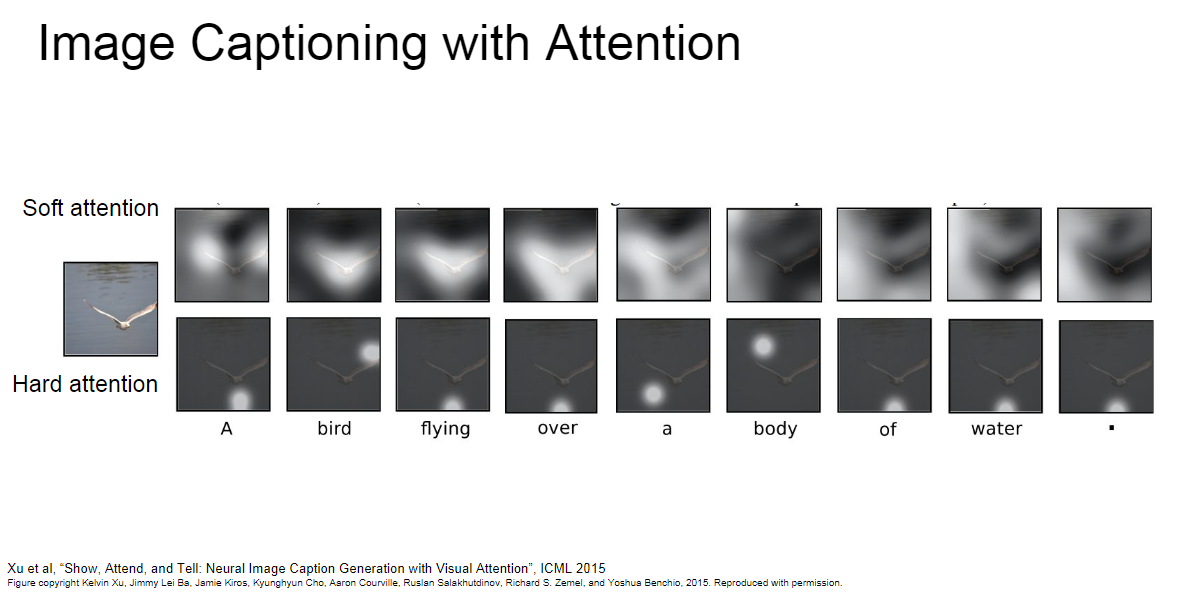 Image Captioning with Attention
Soft attention
Hard attention
A bird flying over a body of water .
Xu et al, “Show, Attend, and Tell: Neural Image Caption Generation with Visual Attention”, ICML 2015
Figure copyright Kelvin Xu, Jimmy Lei Ba, Jamie Kiros, Kyunghyun Cho, Aaron Courville, Ruslan Salakhutdinov, Richard S. Zemel, and Yoshua Benchio, 2015. Reproduced with permission.